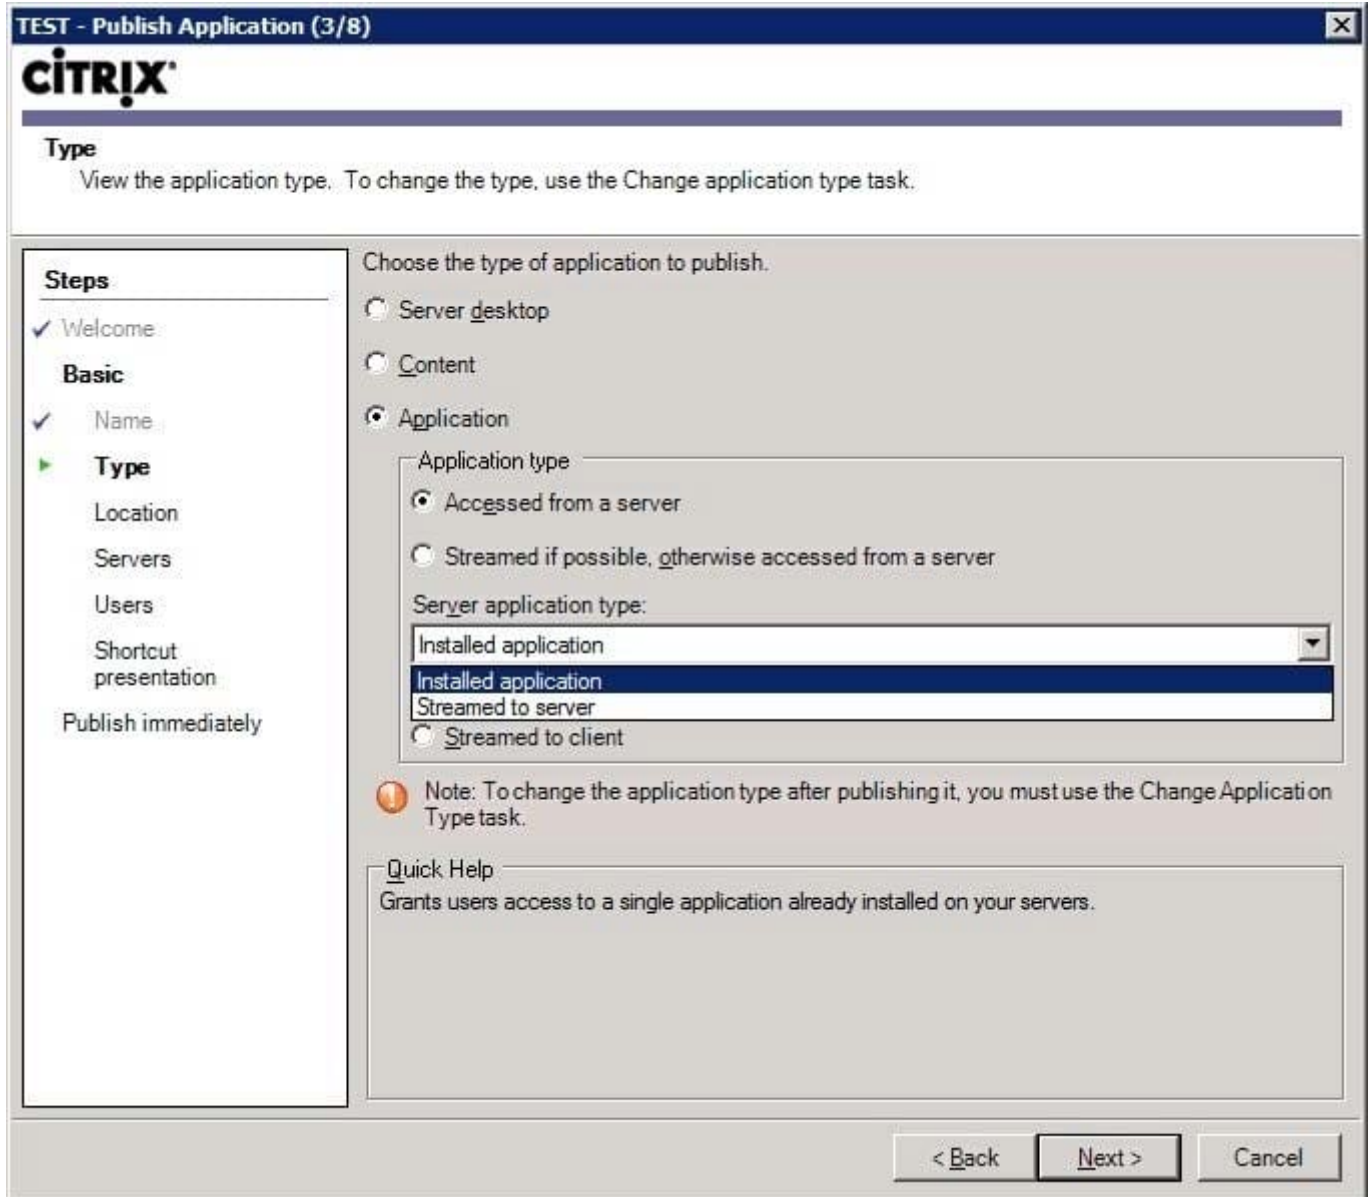 TEST - Publish Application (3/8)
CİTRIX
Type
View the application type. To change the type, use the Change application type task.
Steps
Welcome
Basic
Name
Type
Location
Servers
Users
Shortcut
presentation
Publish immediately
Choose the type of application to publish.
Server desktop
Content
Application
Application type
Accessed from a server
Streamed if possible, otherwise accessed from a server
Server application type:
Installed application
Installed application
Streamed to server
Streamed to client
Note: To change the application type after publishing it, you must use the Change Application
Type task.
Quick Help
Grants users access to a single application already installed on your servers.
< Back
Next >
Cancel